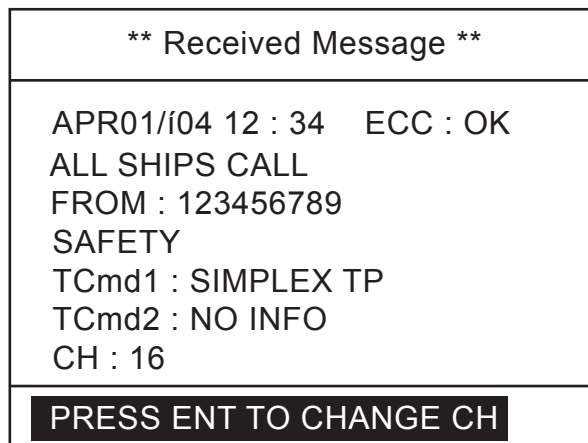 ** Received Message **
APR01/í04 12 : 34 ECC : OK
ALL SHIPS CALL
FROM : 123456789
SAFETY
TCmd1 : SIMPLEX TP
TCmd2 : NO INFO
CH : 16
PRESS ENT TO CHANGE CH